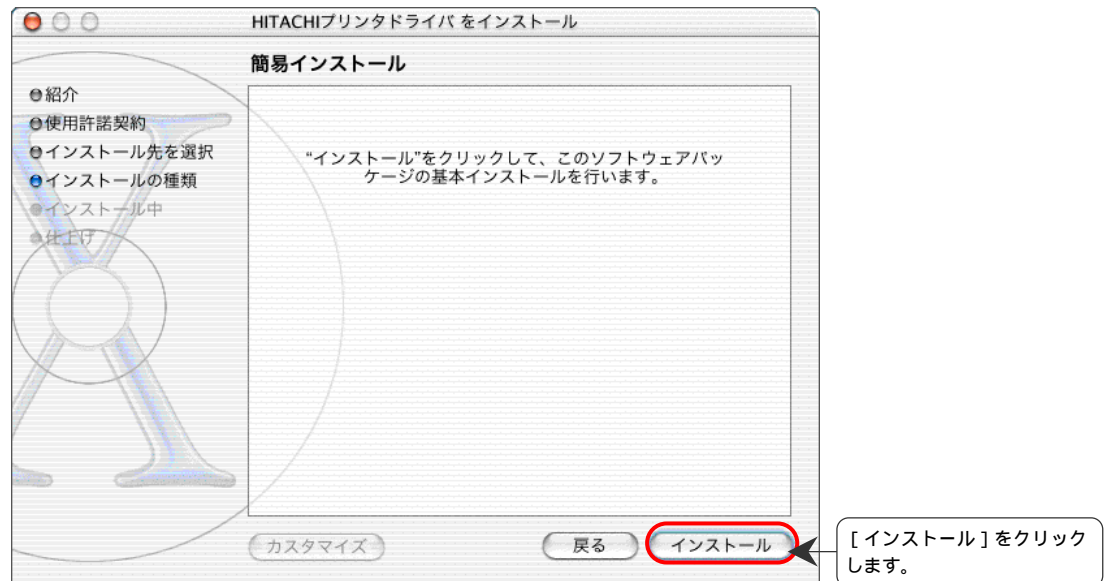 HITACHIプリンタドライバ をインストール
簡易インストール
紹介
使用許諾契約
インストール先を選択
インストールの種類
インストール中
仕上げ
“インストール”をクリックして、このソフトウェアパッ
ケージの基本インストールを行います。
カスタマイズ
戻る
インストール
[ インストール ] をクリック
します。